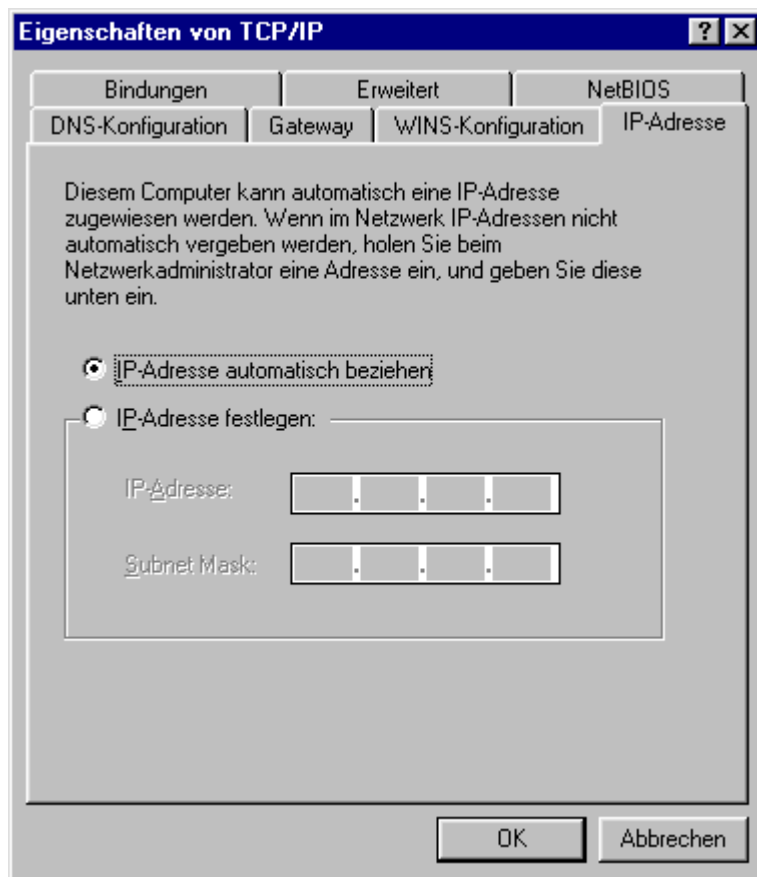 Eigenschaften von TCP/IP
Bindungen
Erweitert
NetBIOS
DNS-Konfiguration
Gateway
WINS-Konfiguration
IP-Adresse
Diesem Computer kann automatisch eine IP-Adresse
zugewiesen werden. Wenn im Netzwerk IP-Adressen nicht
automatisch vergeben werden, holen Sie beim
Netzwerkadministrator eine Adresse ein, und geben Sie diese
unten ein.
IP-Adresse automatisch beziehen
IP-Adresse festlegen:
IP-Adresse:
Subnet Mask:
OK
Abbrechen